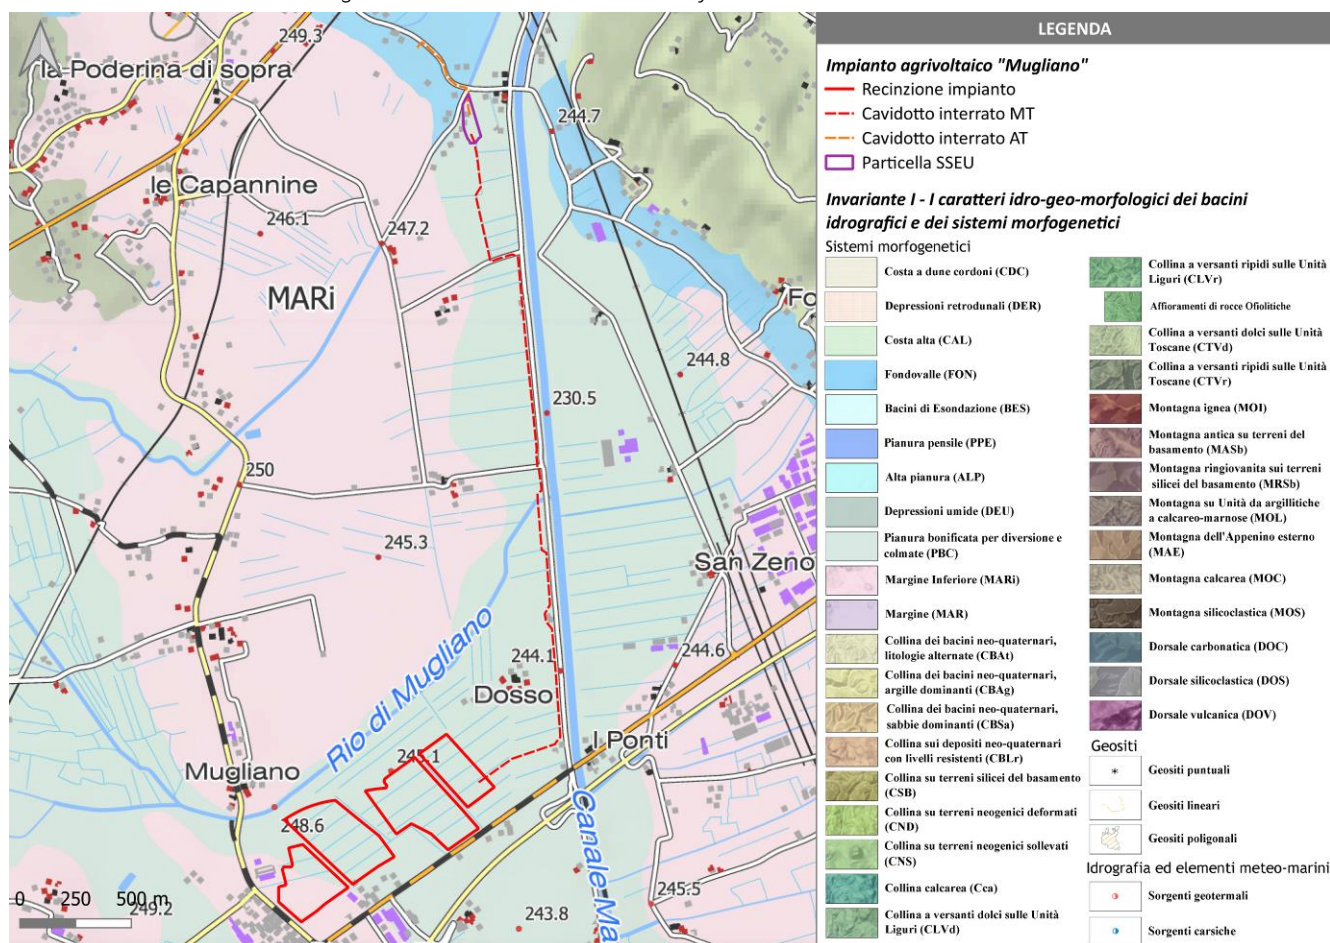 249.3
la Poderina di sopra
244.7
le Capannine
246.1
247.2
MARi
Fo
244.8
230.5
250
245.3
San Zeno
Rio di Mugliano
244.1
244.6
Dosso
I Ponti
245.1
Mugliano
248.6
Canale Ma
0 250 500 m
249.2
243.8
245.5
LEGENDA
Impianto agrivoltaico "Mugliano"
Recinzione impianto
Cavidotto interrato MT
Cavidotto interrato AT
Particella SSEU
Invariante I - I caratteri idro-geo-morfologici dei bacini
idrografici e dei sistemi morfogenetici
Sistemi morfogenetici
Costa a dune cordoni (CDC)
Depressioni retrodunali (DER)
Costa alta (CAL)
Fondovalle (FON)
Bacini di Esondazione (BES)
Pianura pensile (PPE)
Alta pianura (ALP)
Depressioni umide (DEU)
Pianura bonificata per diversione e
colmate (PBC)
Margine Inferiore (MARi)
Margine (MAR)
Collina dei bacini neo-quaternari,
litologie alternate (CBAt)
Collina dei bacini neo-quaternari,
argille dominanti (CBAg)
Collina dei bacini neo-quaternari,
sabbie dominanti (CBSa)
Collina sui depositi neo-quaternari
con livelli resistenti (CBLr)
Collina su terreni silicei del basamento
(CSB)
Collina su terreni neogenici deformati
(CND)
Collina su terreni neogenici sollevati
(CNS)
Collina calcarea (Cca)
Collina a versanti dolci sulle Unità
Liguri (CLVd)
Collina a versanti ripidi sulle Unità
Liguri (CLVr)
Affioramenti di rocce Ofiolitiche
Collina a versanti dolci sulle Unità
Toscane (CTVd)
Collina a versanti ripidi sulle Unità
Toscane (CTVr)
Montagna ignea (MOI)
Montagna antica su terreni del
basamento (MASb)
Montagna ringiovanita sui terreni
silicei del basamento (MRSb)
Montagna su Unità da argillitiche
a calcareo-marnose (MOL)
Montagna dell'Appenino esterno
(MAE)
Montagna calcarea (MOC)
Montagna silicoclastica (MOS)
Dorsale carbonatica (DOC)
Dorsale silicoclastica (DOS)
Dorsale vulcanica (DOV)
Geositi
Geositi puntuali
Geositi lineari
Geositi poligonali
Idrografia ed elementi meteo-marini
Sorgenti geotermali
Sorgenti carsiche